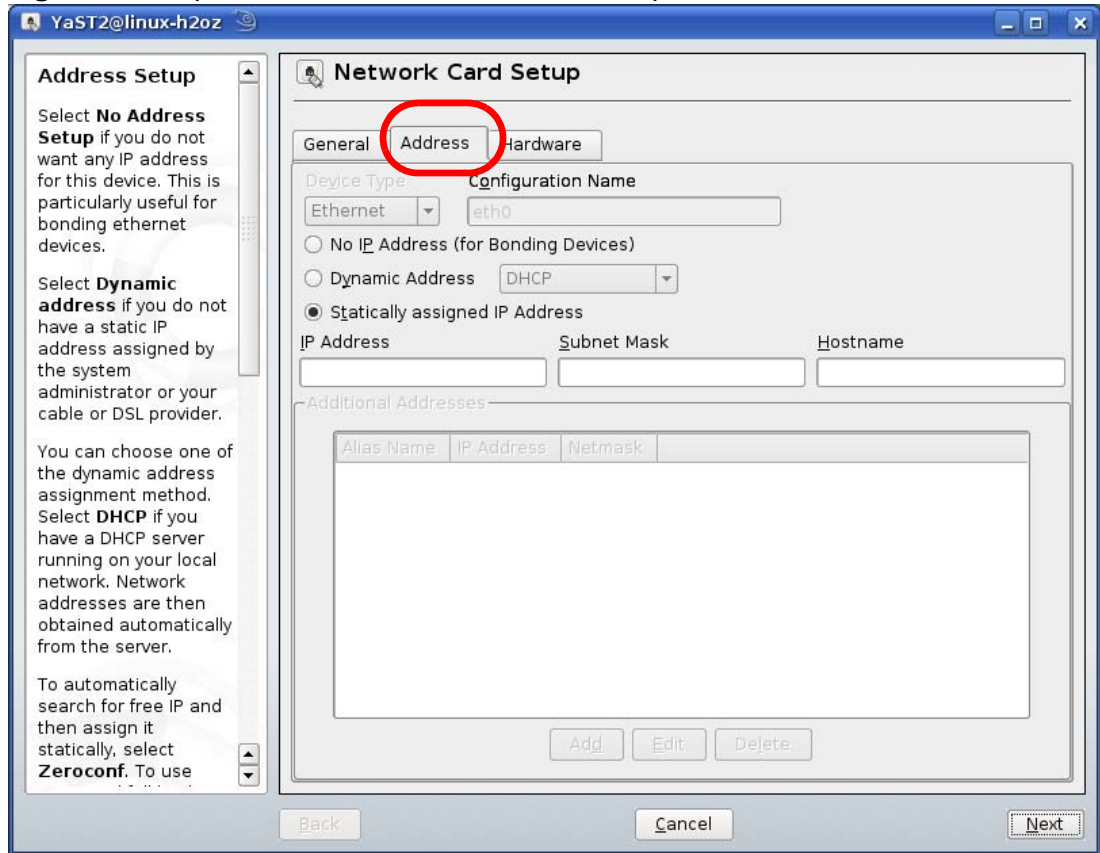 YaST2@linux-h2oz
Address Setup
Select No Address
Setup if you do not
want any IP address
for this device. This is
particularly useful for
bonding ethernet
devices.
Select Dynamic
address if you do not
have a static IP
address assigned by
the system
administrator or your
cable or DSL provider.
You can choose one of
the dynamic address
assignment method.
Select DHCP if you
have a DHCP server
running on your local
network. Network
addresses are then
obtained automatically
from the server.
To automatically
search for free IP and
then assign it
statically, select
Zeroconf. To use
Network Card Setup
General Address Hardware
Device Type Configuration Name
Ethernet eth0
No IP Address (for Bonding Devices)
Dynamic Address DHCP
Statically assigned IP Address
IP Address Subnet Mask Hostname
Additional Addresses
Alias Name IP Address Netmask
Add Edit Delete
Back Cancel Next